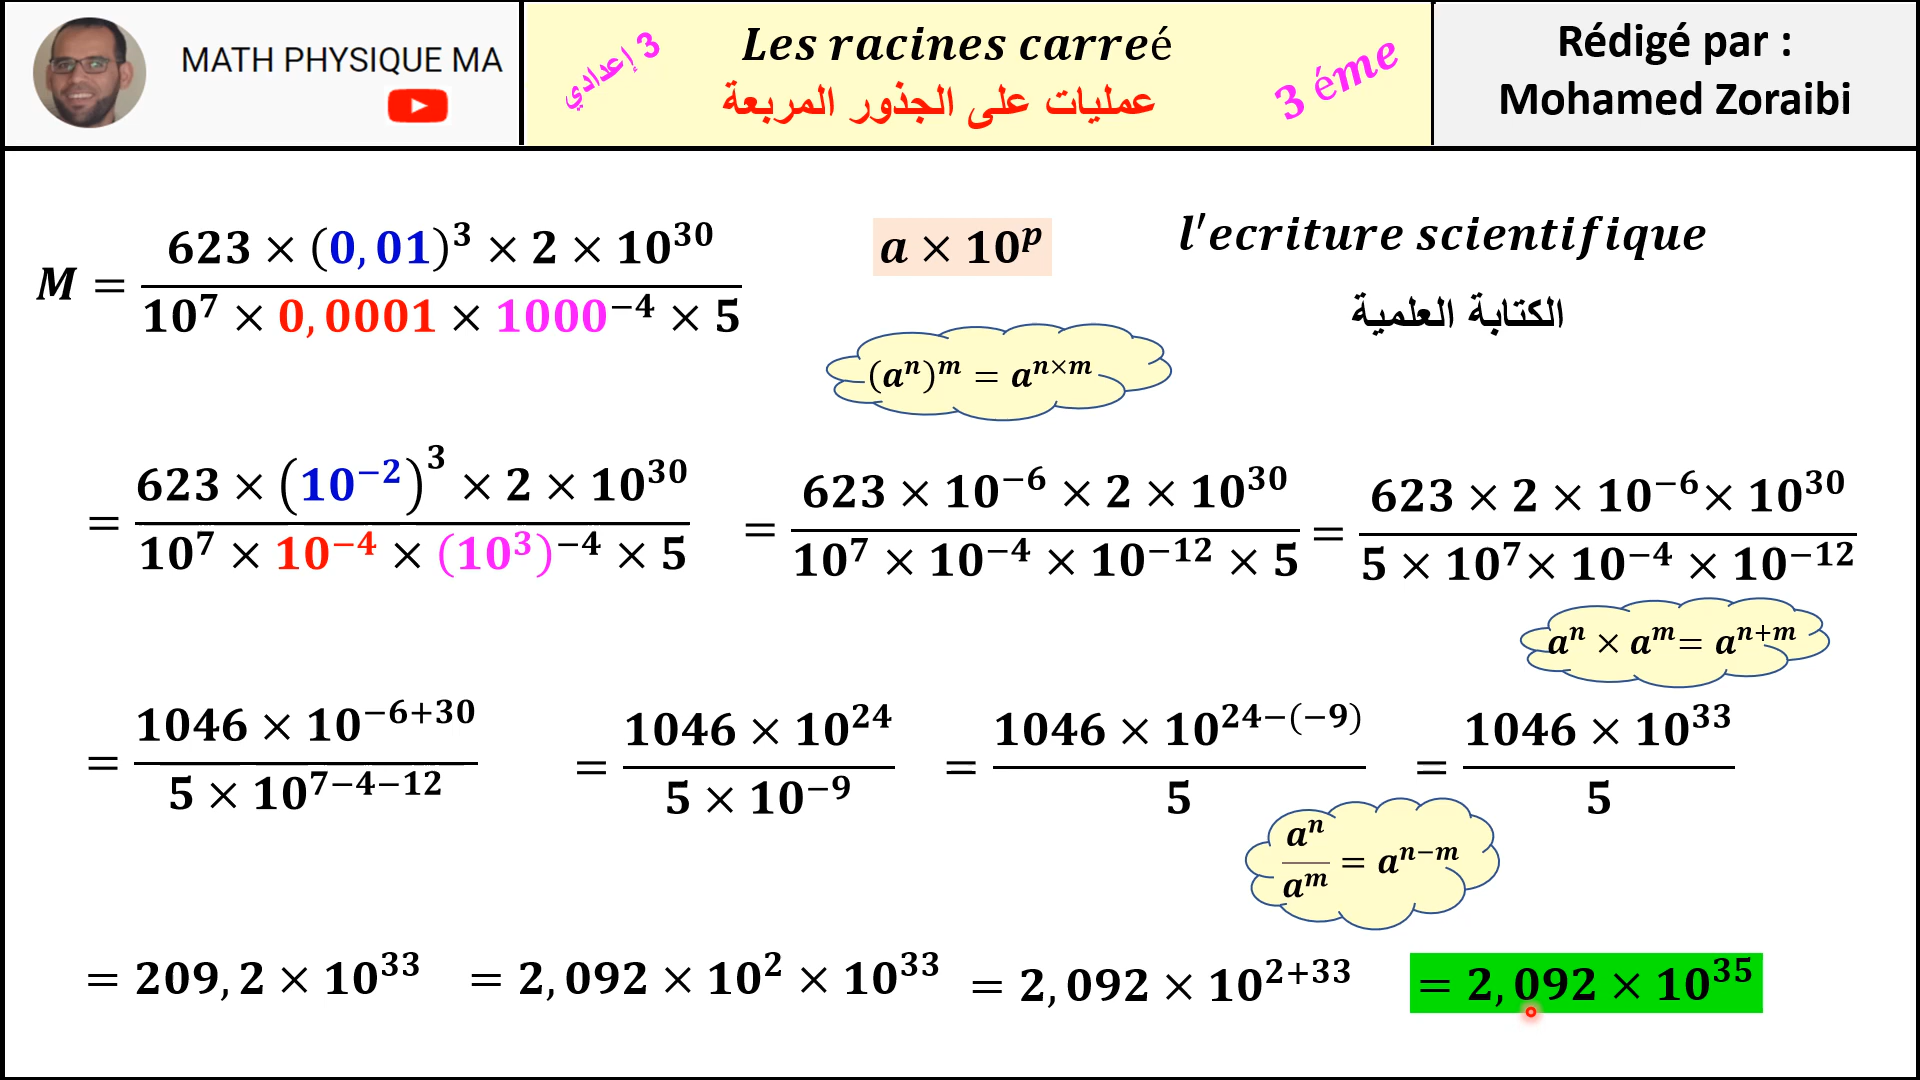 MATH PHYSIQUE MA
3 إعدادي
Les racines carreé
عمليات على الجذور المربعة
3 éme
Rédigé par :
Mohamed Zoraibi
M = (623 × (0,01)³ × 2 × 10³⁰) / (10⁷ × 0,0001 × 1000⁻⁴ × 5)
a × 10ᵖ
l'ecriture scientifique
الكتابة العلمية
(aⁿ)ᵐ = aⁿˣᵐ
= (623 × (10⁻²)³ × 2 × 10³⁰) / (10⁷ × 10⁻⁴ × (10³)⁻⁴ × 5) = (623 × 10⁻⁶ × 2 × 10³⁰) / (10⁷ × 10⁻⁴ × 10⁻¹² × 5) = (623 × 2 × 10⁻⁶ × 10³⁰) / (5 × 10⁷ × 10⁻⁴ × 10⁻¹²)
aⁿ × aᵐ = aⁿ⁺ᵐ
= (1046 × 10⁻⁶⁺³⁰) / (5 × 10⁷⁻⁴⁻¹²) = (1046 × 10²⁴) / (5 × 10⁻⁹) = (1046 × 10²⁴⁻⁽⁻⁹⁾) / 5 = (1046 × 10³³) / 5
aⁿ / aᵐ = aⁿ⁻ᵐ
= 209,2 × 10³³ = 2,092 × 10² × 10³³ = 2,092 × 10²⁺³³ = 2,092 × 10³⁵